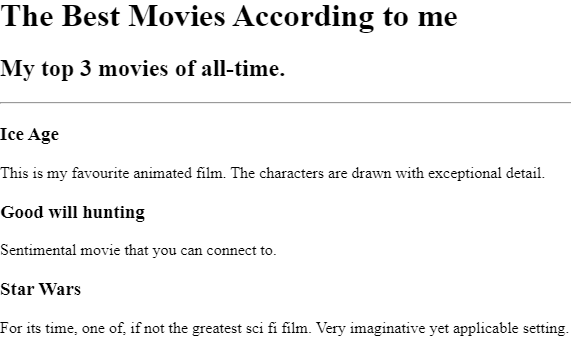 The Best Movies According to me
My top 3 movies of all-time.
Ice Age
This is my favourite animated film. The characters are drawn with exceptional detail.
Good will hunting
Sentimental movie that you can connect to.
Star Wars
For its time, one of, if not the greatest sci fi film. Very imaginative yet applicable setting.